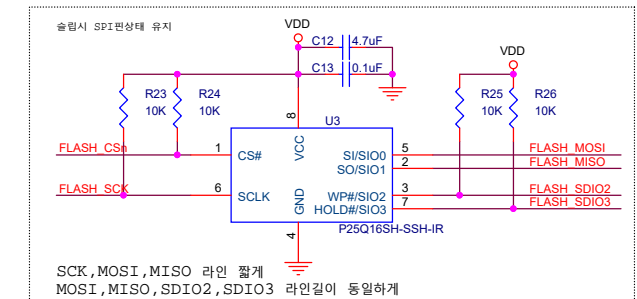 슬립시 SPI핀상태 유지
VDD
C12 4.7uF
C13 0.1uF
VDD
R23 10K
R24 10K
R25 10K
R26 10K
8
U3
FLASH_CSn 1 CS#
VCC
SI/SIO0 5 FLASH_MOSI
SO/SIO1 2 FLASH_MISO
FLASH_SCK 6 SCLK
GND
WP#/SIO2 3 FLASH_SDIO2
HOLD#/SIO3 7 FLASH_SDIO3
4
P25Q16SH-SSH-IR
SCK,MOSI,MISO 라인 짧게
MOSI,MISO,SDIO2,SDIO3 라인길이 동일하게